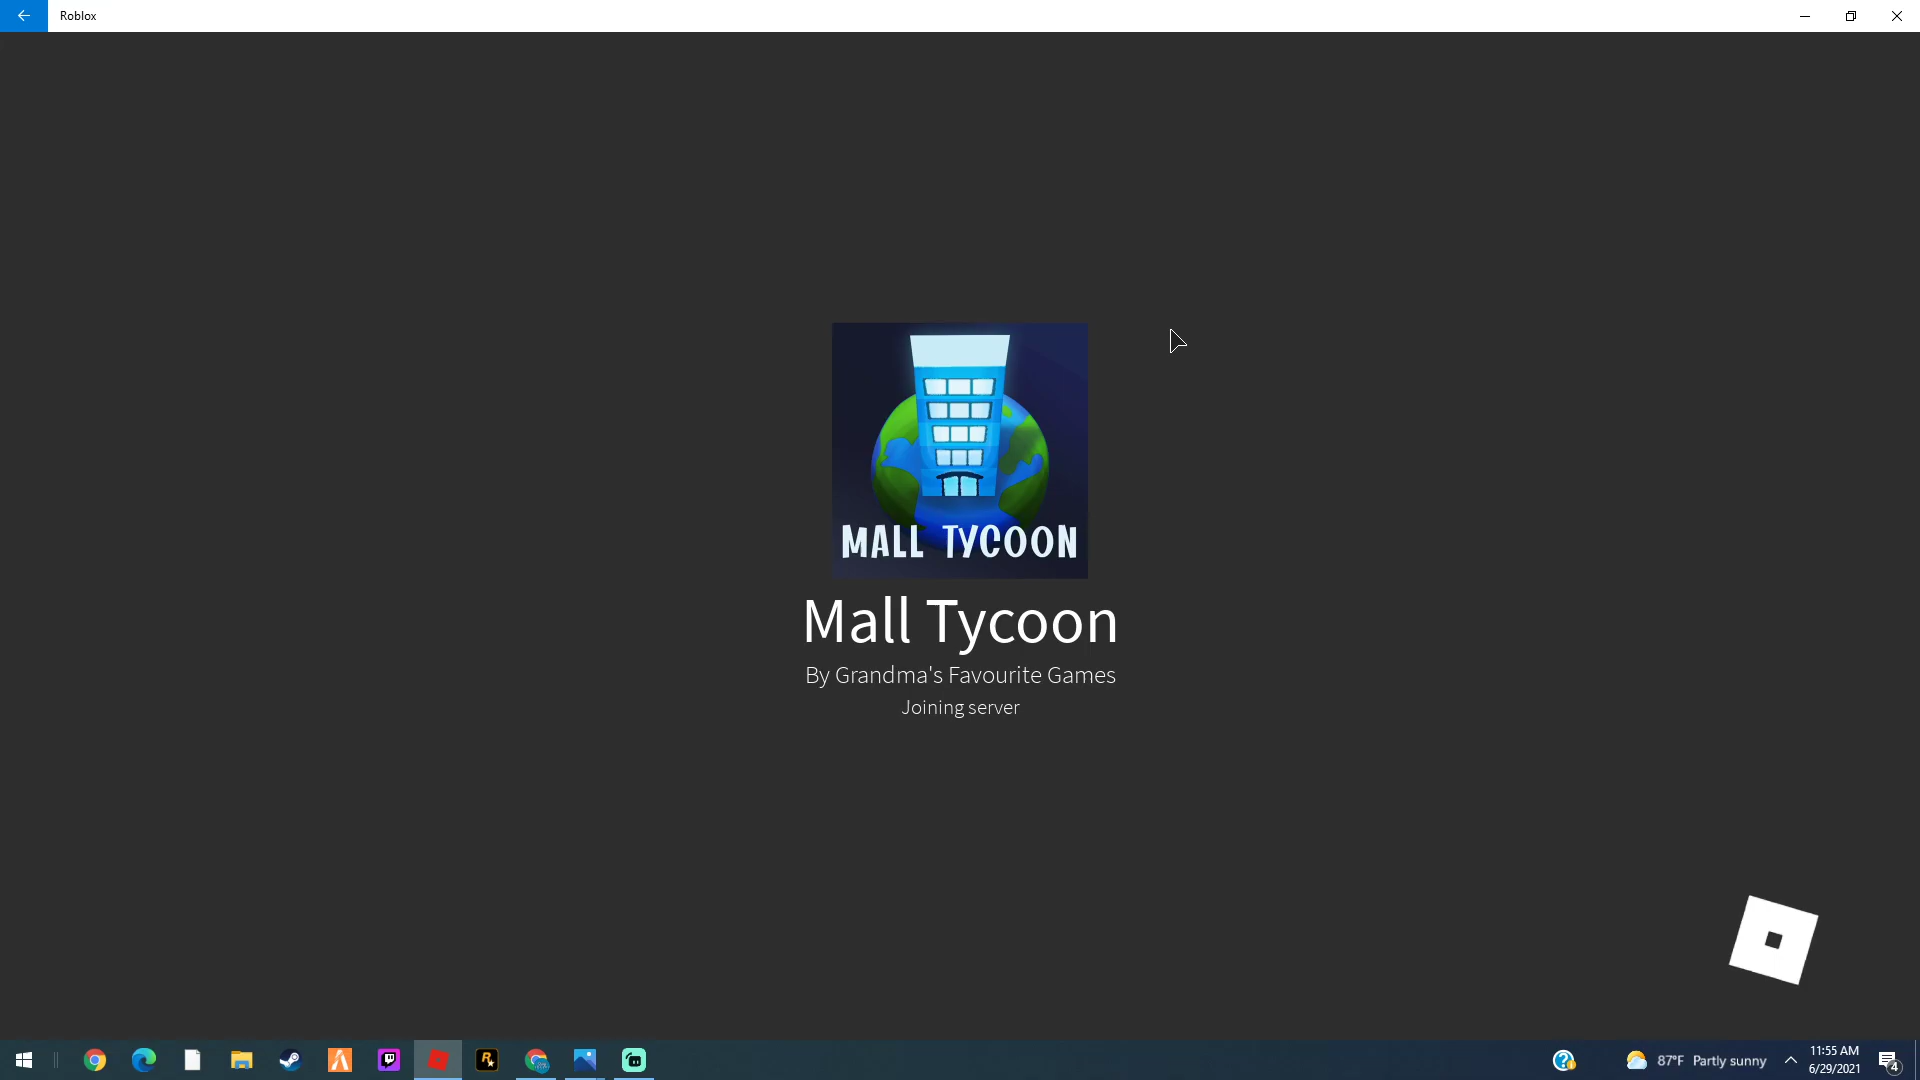 Roblox
MALL TYCOON
Mall Tycoon
By Grandma's Favourite Games
Joining server
87°F Partly sunny
11:55 AM
6/29/2021
4